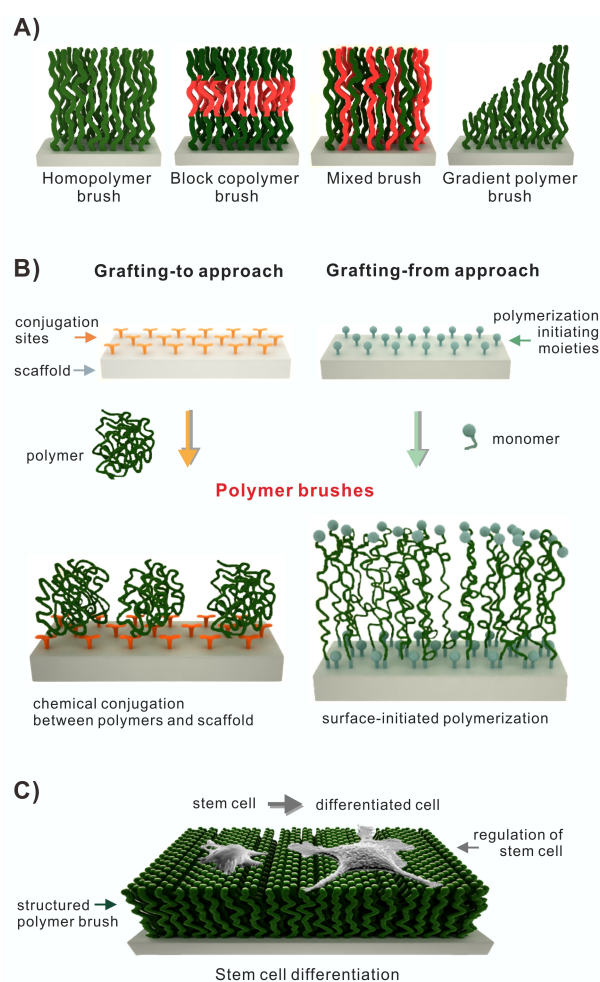 A)
Homopolymer
brush
Block copolymer
brush
Mixed brush
Gradient polymer
brush
B)
Grafting-to approach
Grafting-from approach
conjugation
sites
scaffold
polymerization
initiating
moieties
polymer
monomer
Polymer brushes
chemical conjugation
between polymers and scaffold
surface-initiated polymerization
C)
stem cell
differentiated cell
regulation of
stem cell
structured
polymer brush
Stem cell differentiation